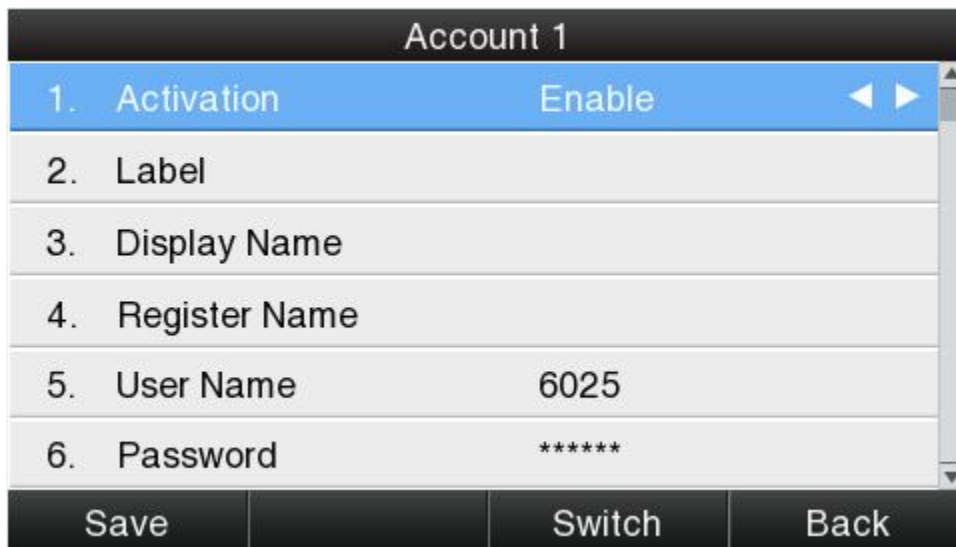 Account 1
1. Activation Enable
2. Label
3. Display Name
4. Register Name
5. User Name 6025
6. Password ******
Save Switch Back